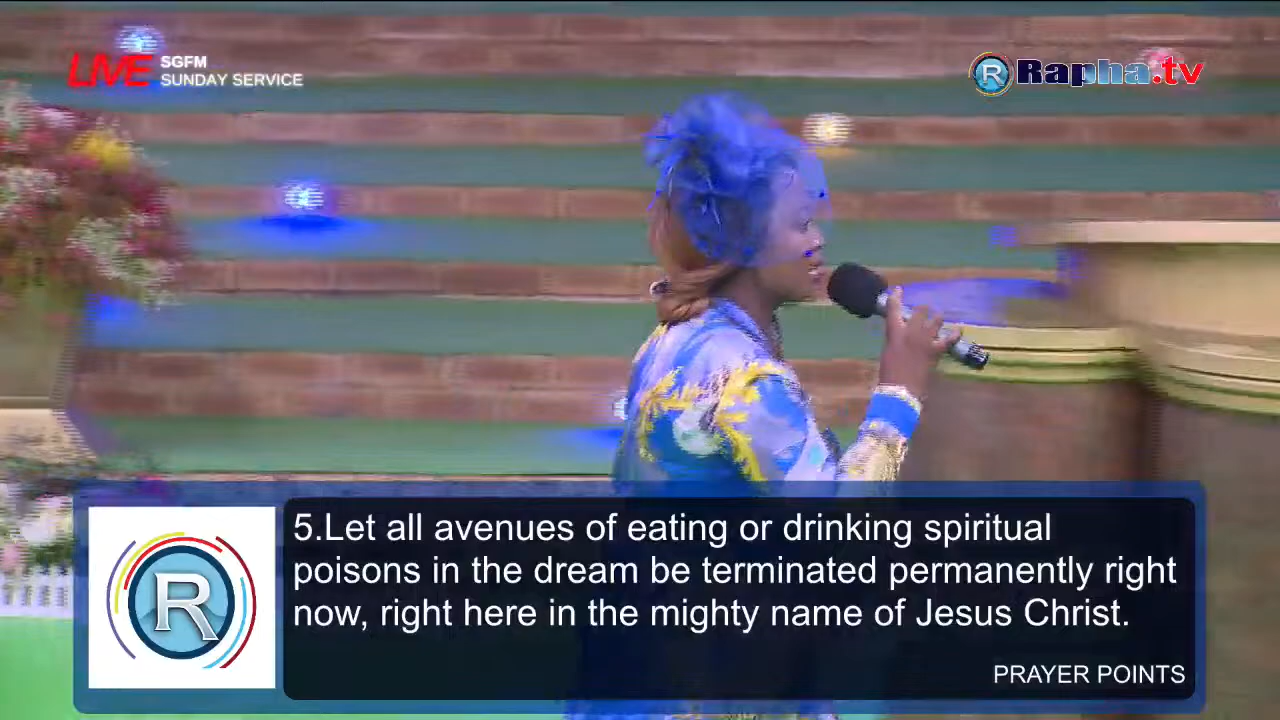 LIVE
SGFM
SUNDAY SERVICE
R Rapha.tv
5.Let all avenues of eating or drinking spiritual
poisons in the dream be terminated permanently right
now, right here in the mighty name of Jesus Christ.
R
PRAYER POINTS